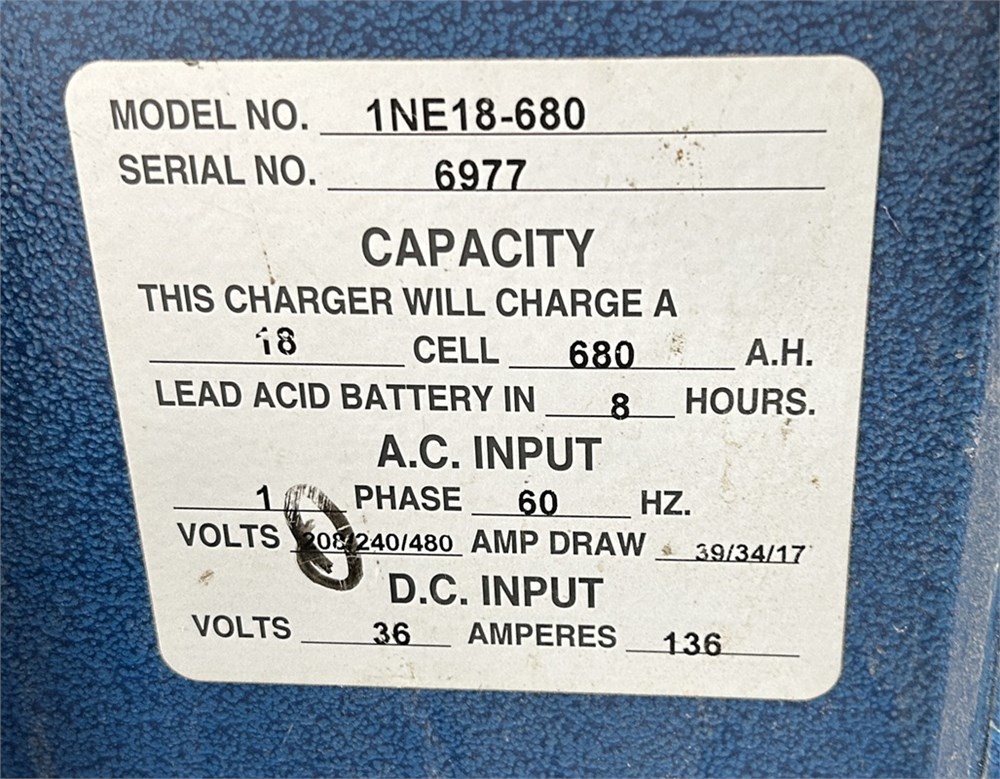 MODEL NO. 1NE18-680
SERIAL NO. 6977
CAPACITY
THIS CHARGER WILL CHARGE A
18 CELL 680 A.H.
LEAD ACID BATTERY IN 8 HOURS.
A.C. INPUT
1 PHASE 60 HZ.
VOLTS 208/240/480 AMP DRAW 39/34/17
D.C. INPUT
VOLTS 36 AMPERES 136